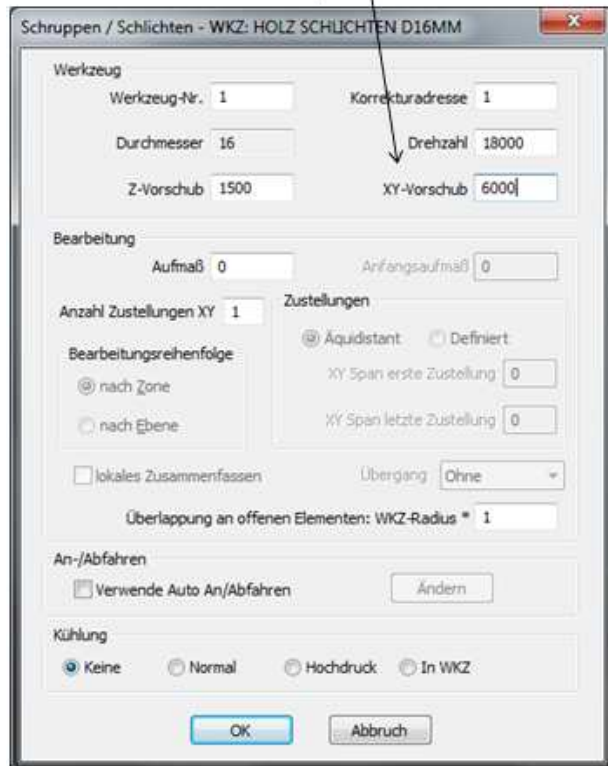 Schruppen / Schlichten - WKZ: HOLZ SCHLICHTEN D16MM
Werkzeug
Werkzeug-Nr. 1 Korrekturadresse 1
Durchmesser 16 Drehzahl 18000
Z-Vorschub 1500 XY-Vorschub 6000
Bearbeitung
Aufmaß 0 Anfangsaufmaß 0
Anzahl Zustellungen XY 1
Zustellungen
Äquidistant Definiert
Bearbeitungsreihenfolge
nach Zone
nach Ebene
XY Span erste Zustellung 0
XY Span letzte Zustellung 0
lokales Zusammenfassen Übergang Ohne
Überlappung an offenen Elementen: WKZ-Radius * 1
An-/Abfahren
Verwende Auto An/Abfahren Ändern
Kühlung
Keine Normal Hochdruck In WKZ
OK Abbruch